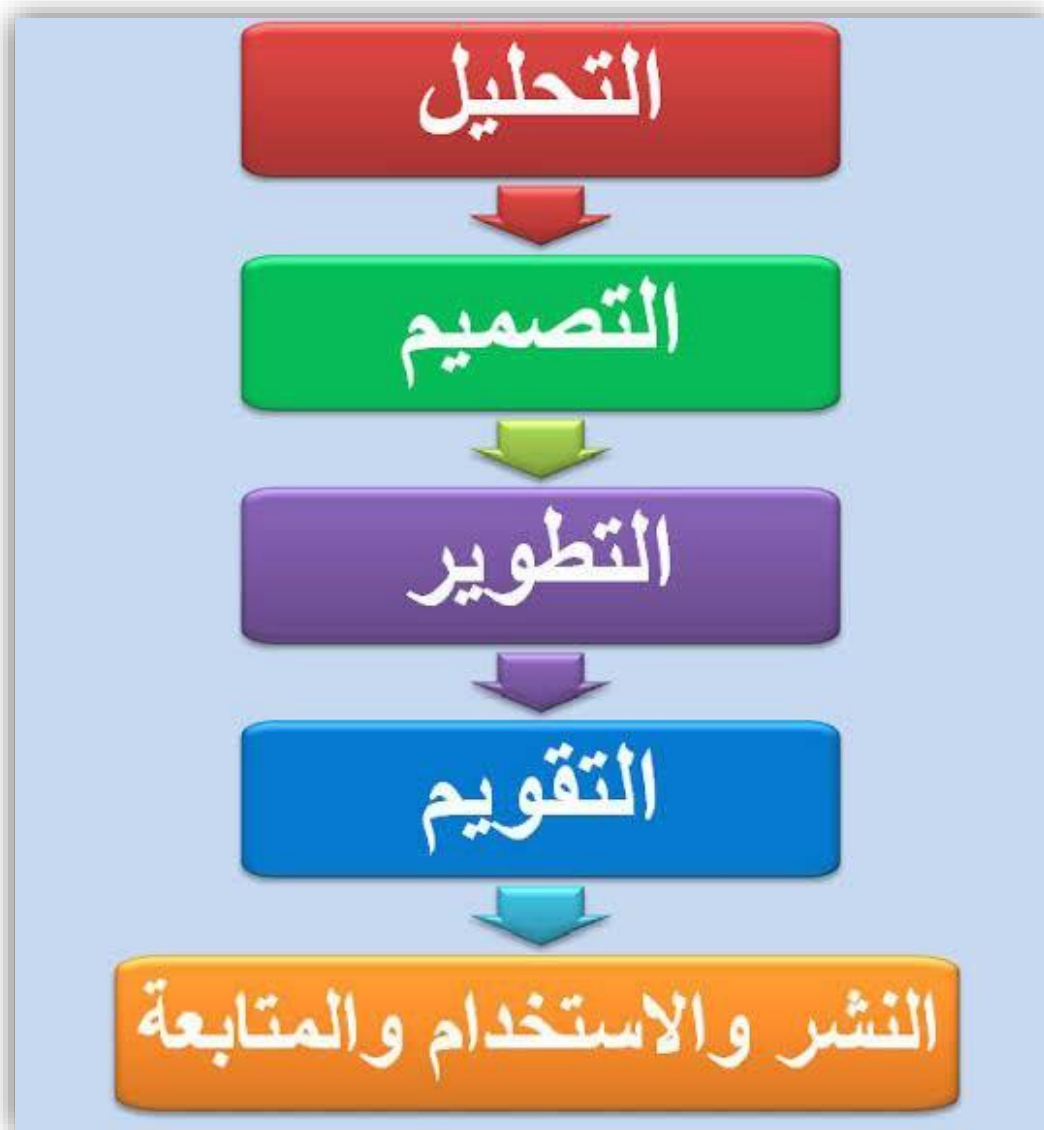 التحليل
التصميم
التطوير
التقويم
النشر والاستخدام والمتابعة